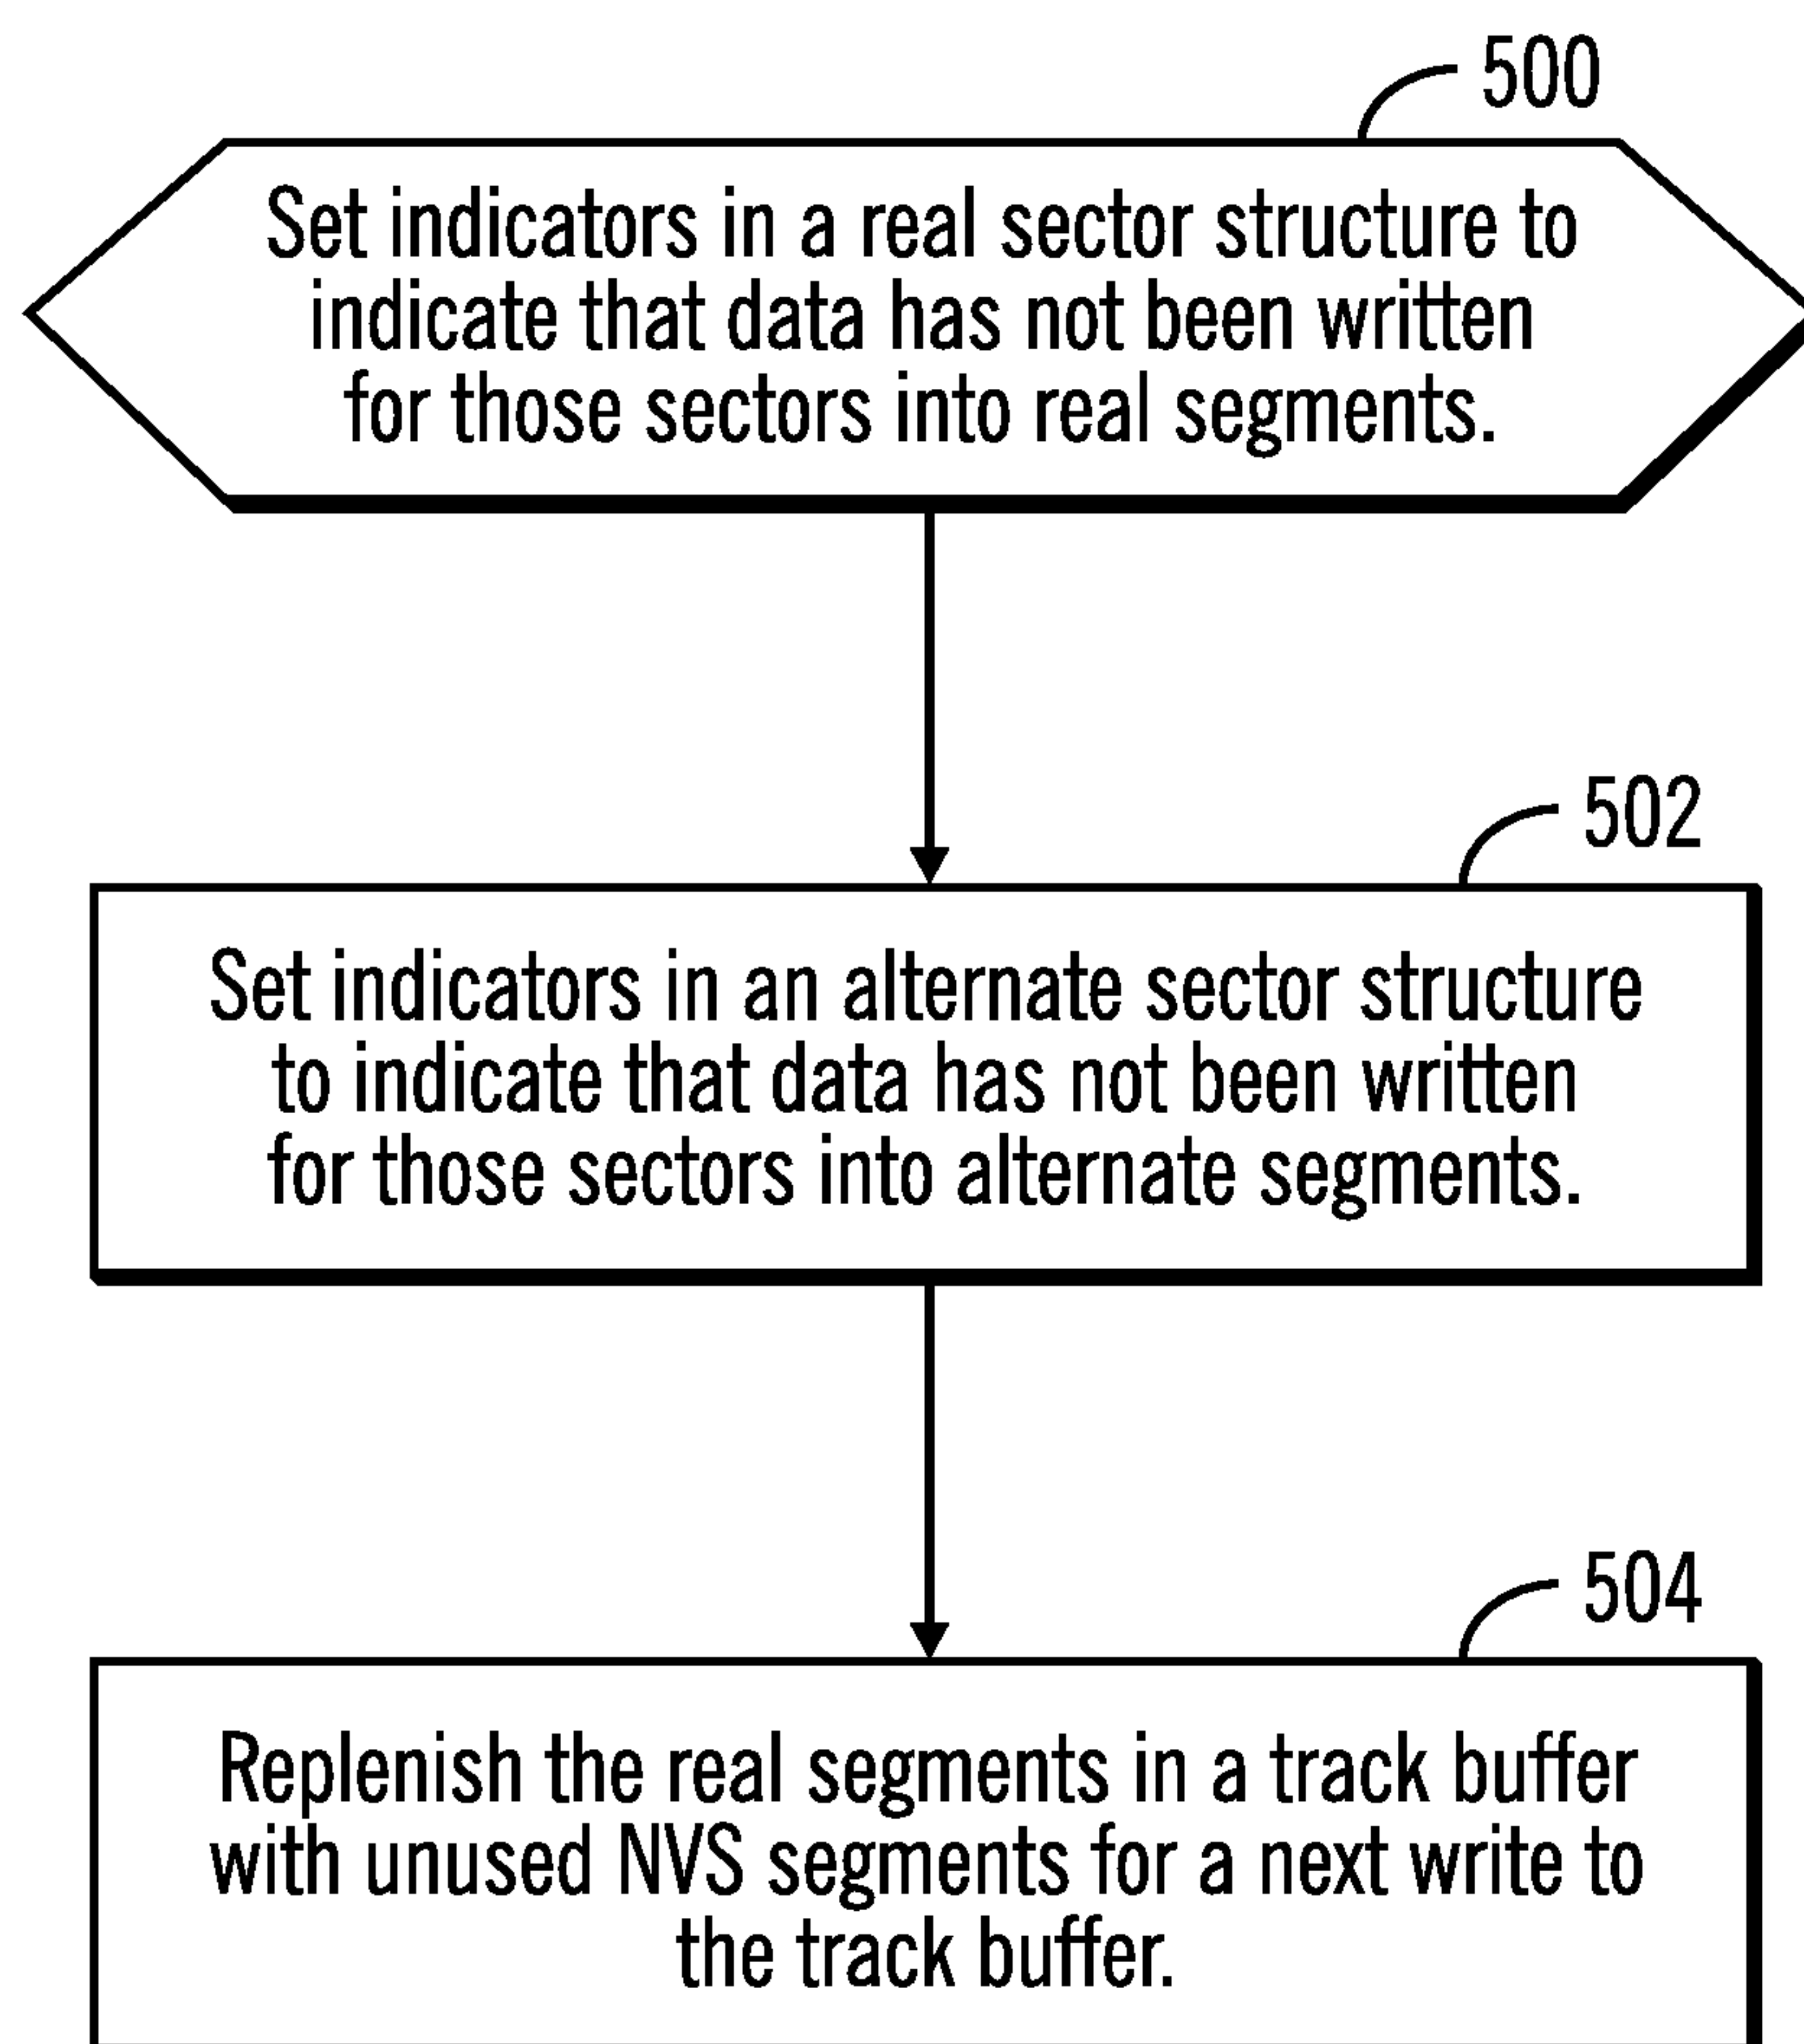 500
Set indicators in a real sector structure to
indicate that data has not been written
for those sectors into real segments.
502
Set indicators in an alternate sector structure
to indicate that data has not been written
for those sectors into alternate segments.
504
Replenish the real segments in a track buffer
with unused NVS segments for a next write to
the track buffer.